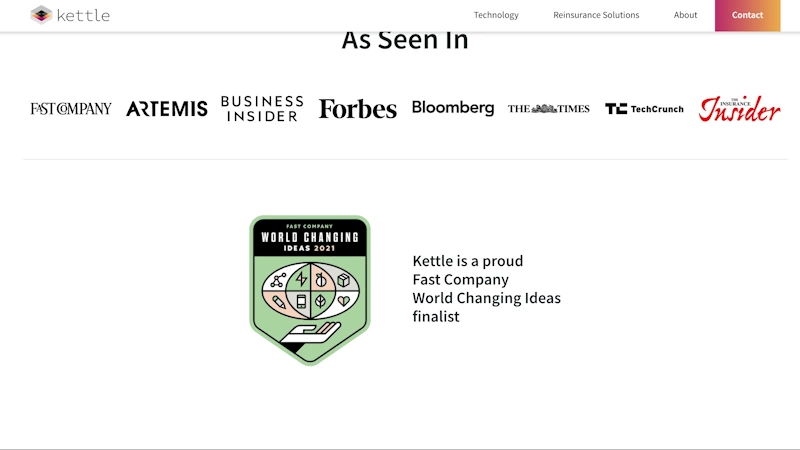 kettle
Technology
Reinsurance Solutions
About
Contact
As Seen In
FAST COMPANY
ARTEMIS
BUSINESS
INSIDER
Forbes
Bloomberg
THE TIMES
TC TechCrunch
THE
INSURANCE
Insider
FAST COMPANY
WORLD CHANGING
IDEAS 2021
Kettle is a proud
Fast Company
World Changing Ideas
finalist